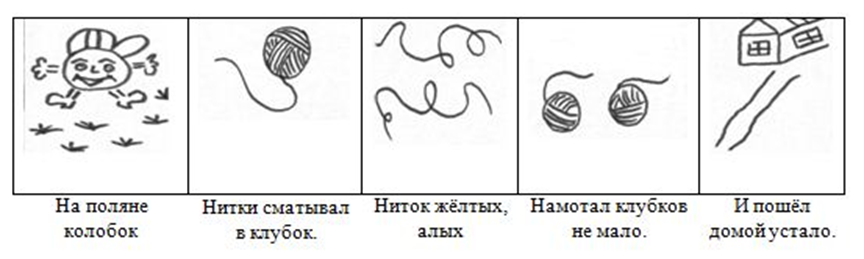 На поляне
колобок
Нитки сматывал
в клубок.
Ниток жёлтых,
алых
Намотал клубков
не мало.
И пошёл
домой устало.